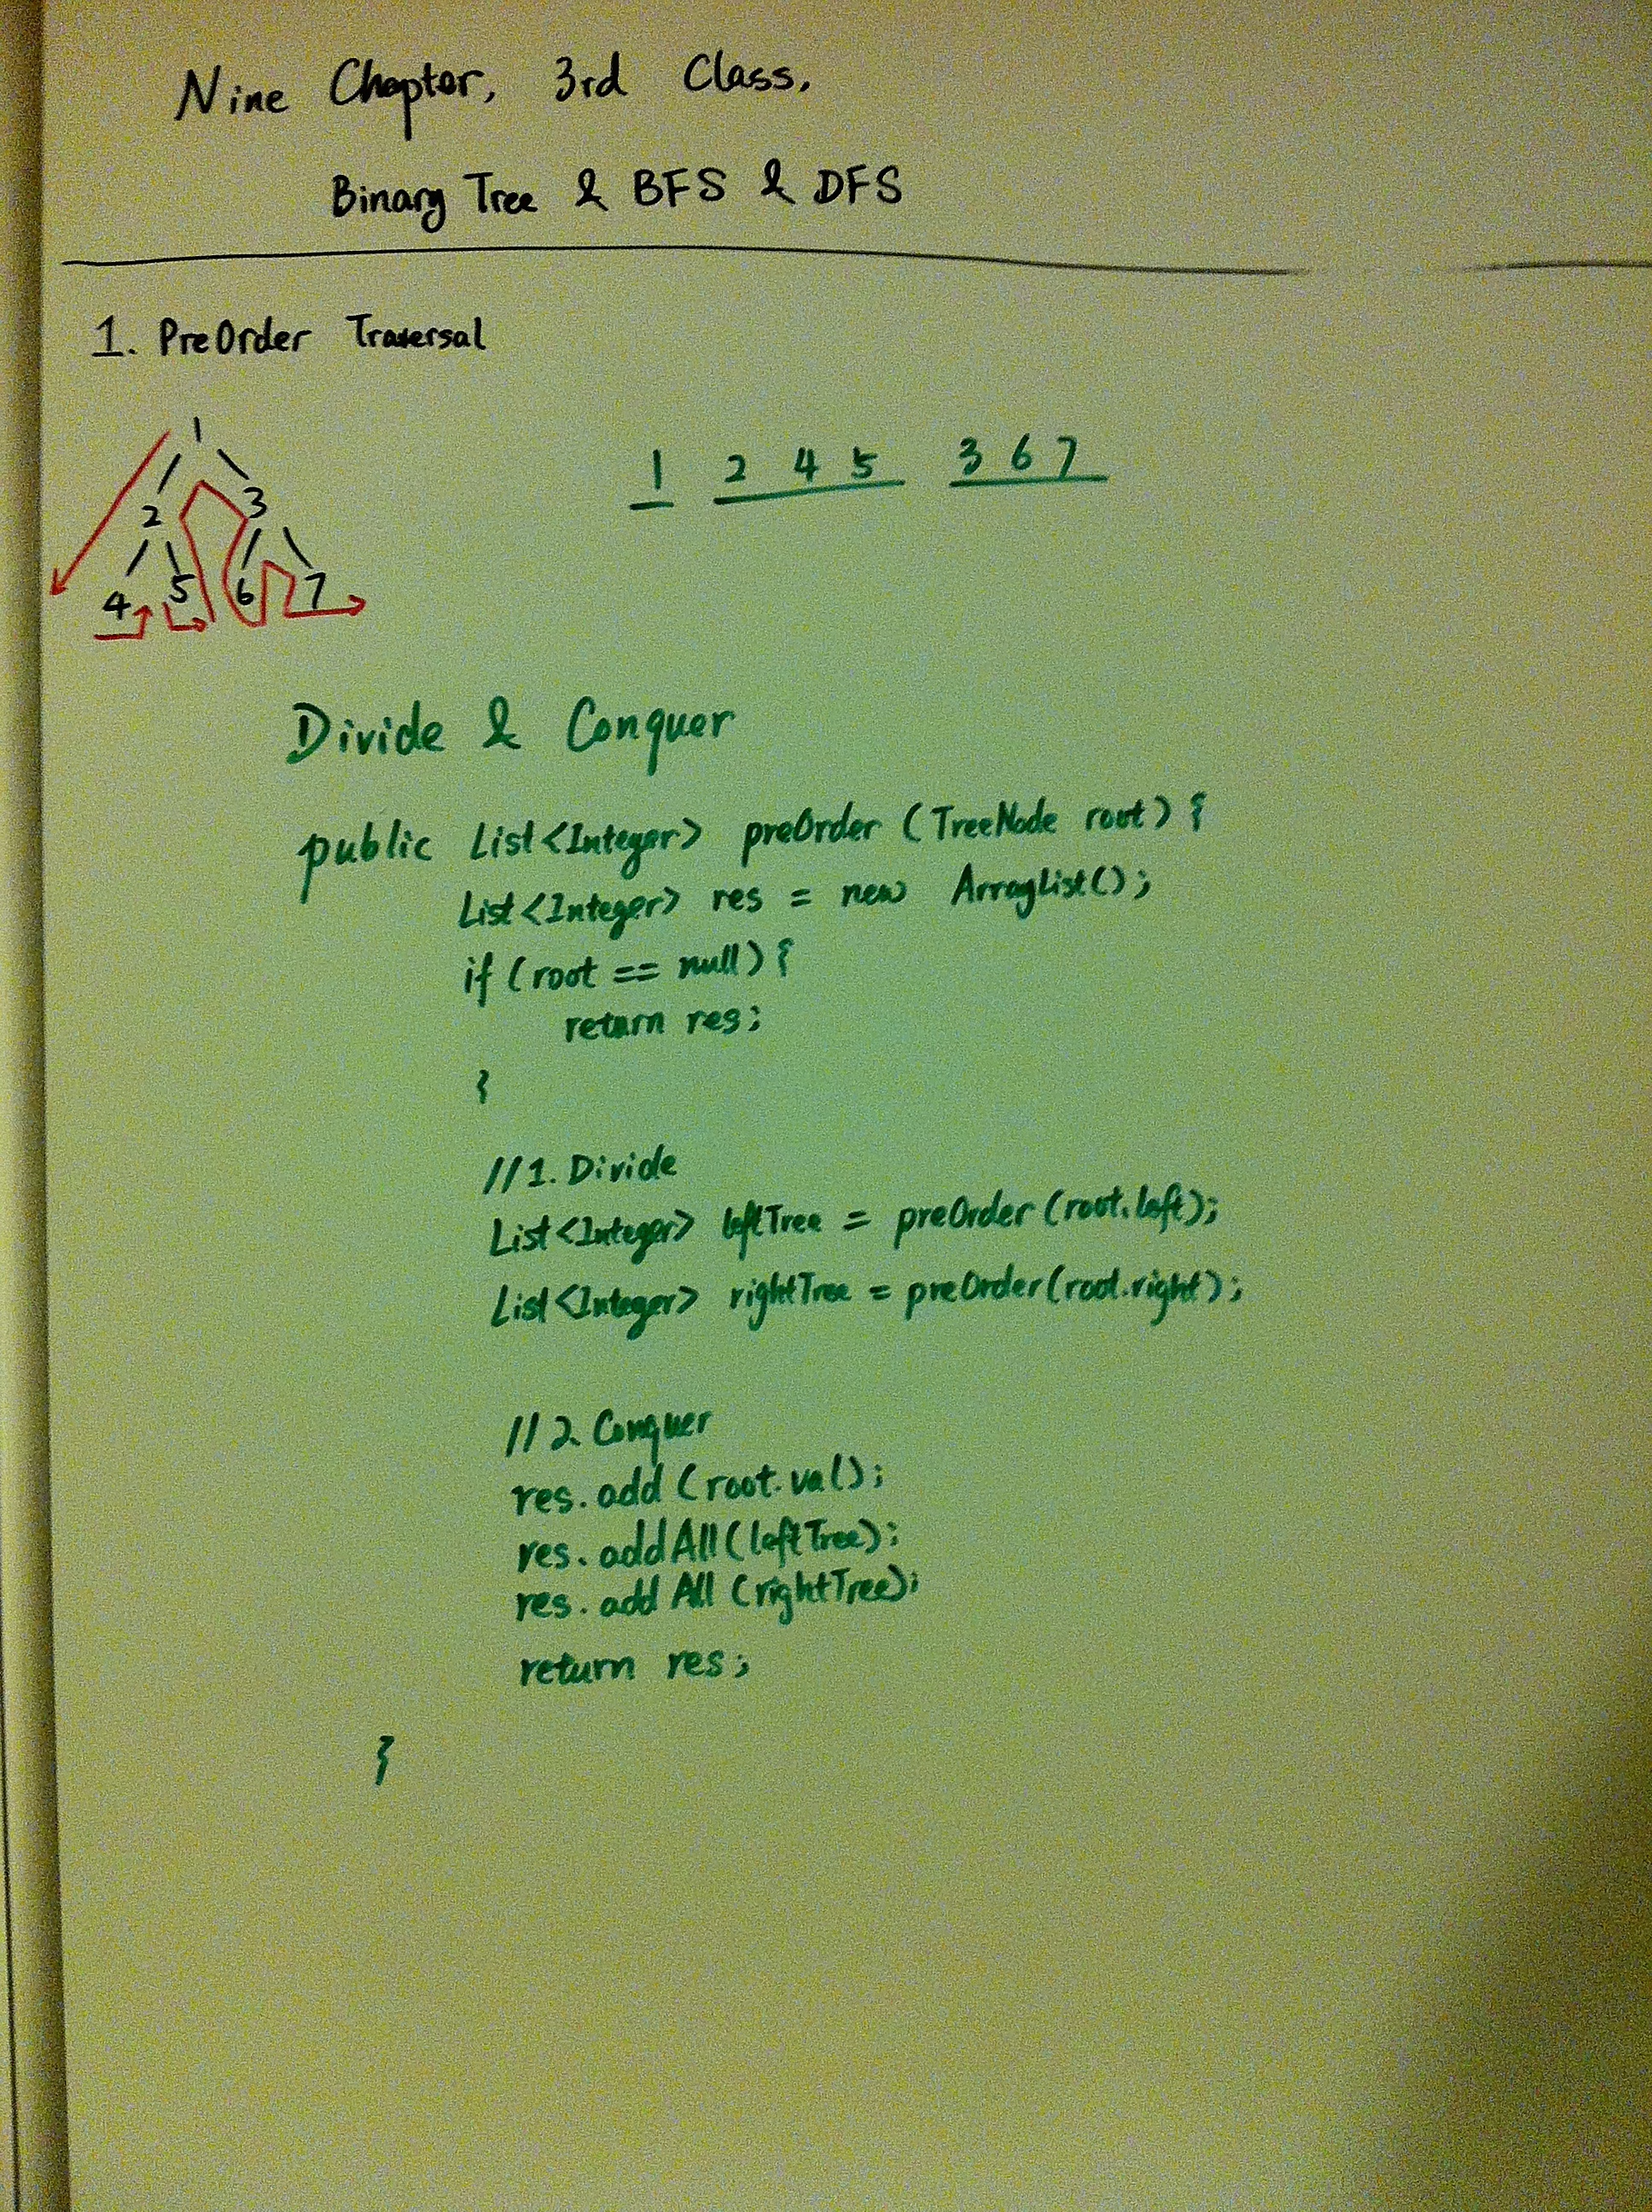 Nine Chapter, 3rd Class,
Binary Tree & BFS & DFS
1. PreOrder Traversal
1
2 3
4 5 6 7
1 2 4 5 3 6 7
Divide & Conquer
public List<Integer> preOrder (TreeNode root) {
List<Integer> res = new ArrayList();
if (root == null) {
return res;
}
//1. Divide
List<Integer> leftTree = preOrder (root.left);
List<Integer> rightTree = preOrder (root.right);
//2. Conquer
res. add (root.val);
res. addAll (leftTree);
res. addAll (rightTree);
return res;
}